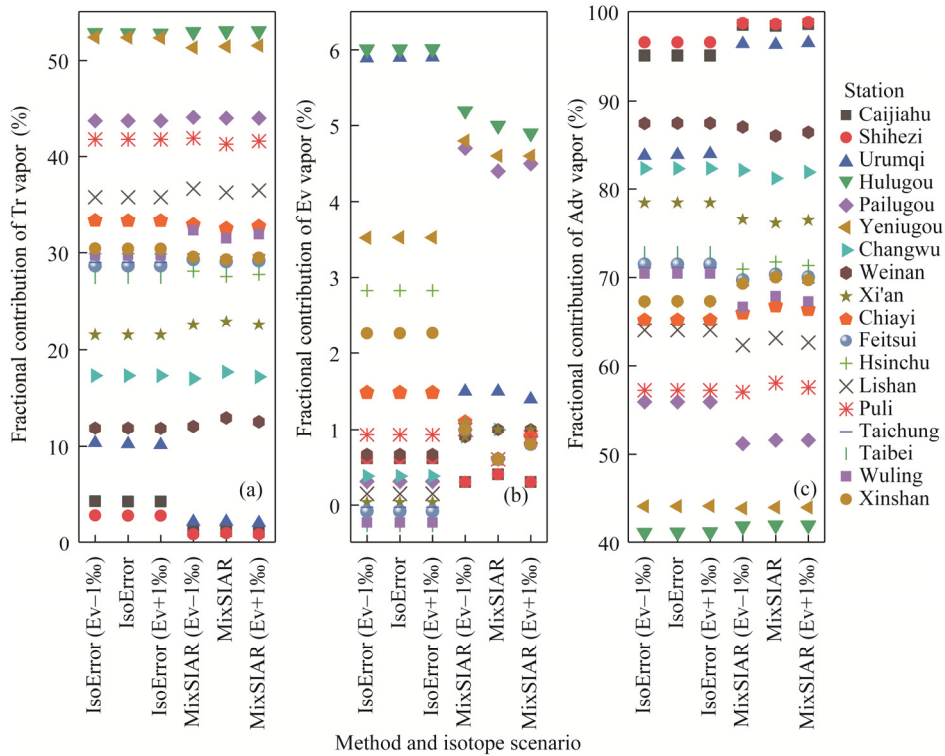 Fractional contribution of Tr vapor (%)
50
40
30
20
10
0
(a)
IsoError (Ev−1‰)
IsoError
IsoError (Ev+1‰)
MixSIAR (Ev−1‰)
MixSIAR
MixSIAR (Ev+1‰)
Fractional contribution of Ev vapor (%)
6
5
4
3
2
1
0
(b)
IsoError (Ev−1‰)
IsoError
IsoError (Ev+1‰)
MixSIAR (Ev−1‰)
MixSIAR
MixSIAR (Ev+1‰)
Fractional contribution of Adv vapor (%)
100
90
80
70
60
50
40
(c)
IsoError (Ev−1‰)
IsoError
IsoError (Ev+1‰)
MixSIAR (Ev−1‰)
MixSIAR
MixSIAR (Ev+1‰)
Method and isotope scenario
Station
Caijiahu
Shihezi
Urumqi
Hulugou
Pailugou
Yeniugou
Changwu
Weinan
Xi'an
Chiayi
Feitsui
Hsinchu
Lishan
Puli
Taichung
Taibei
Wuling
Xinshan